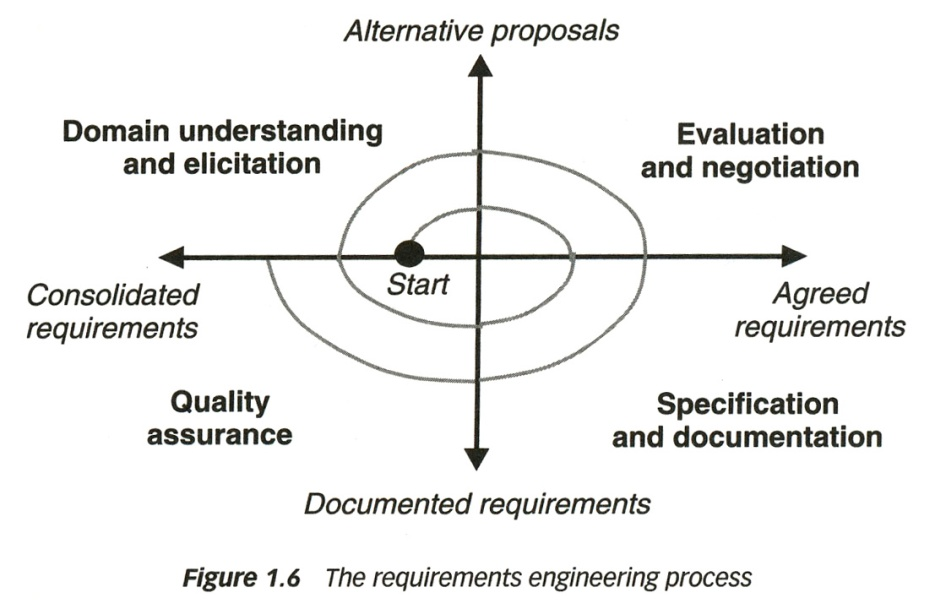 Alternative proposals
Domain understanding
and elicitation
Evaluation
and negotiation
Start
Consolidated
requirements
Agreed
requirements
Quality
assurance
Specification
and documentation
Documented requirements
Figure 1.6 The requirements engineering process